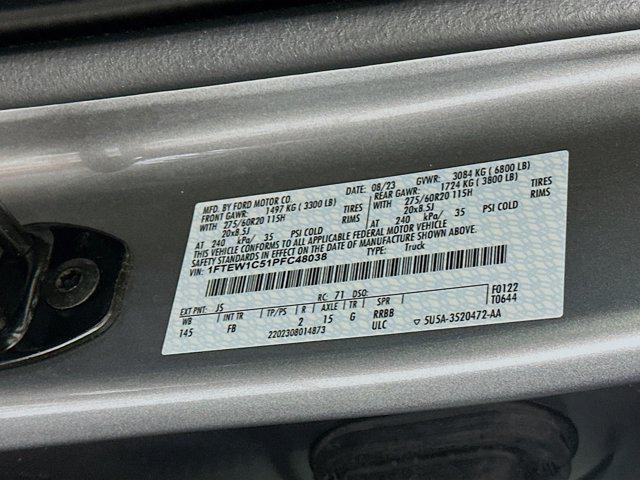 MFD. BY FORD MOTOR CO. DATE: 08/23 GVWR: 3084 KG ( 6800 LB)
FRONT GAWR: 1497 KG ( 3300 LB) REAR GAWR: 1724 KG ( 3800 LB)
WITH 275/60R20 115H TIRES WITH 275/60R20 115H TIRES
20x8.5J RIMS 20x8.5J RIMS
AT 240 kPa/ 35 PSI COLD AT 240 kPa/ 35 PSI COLD
THIS VEHICLE CONFORMS TO ALL APPLICABLE FEDERAL MOTOR VEHICLE
SAFETY STANDARDS IN EFFECT ON THE DATE OF MANUFACTURE SHOWN ABOVE.
VIN: 1FTEW1C51PFC48038 TYPE: Truck
F0122
T0644
EXT PNT: JS RC: 71 DSO:
WB INT TR TP/PS R AXLE TR SPR
145 FB 2 15 G RRBB
ULC
2202308014873
5U5A-3520472-AA